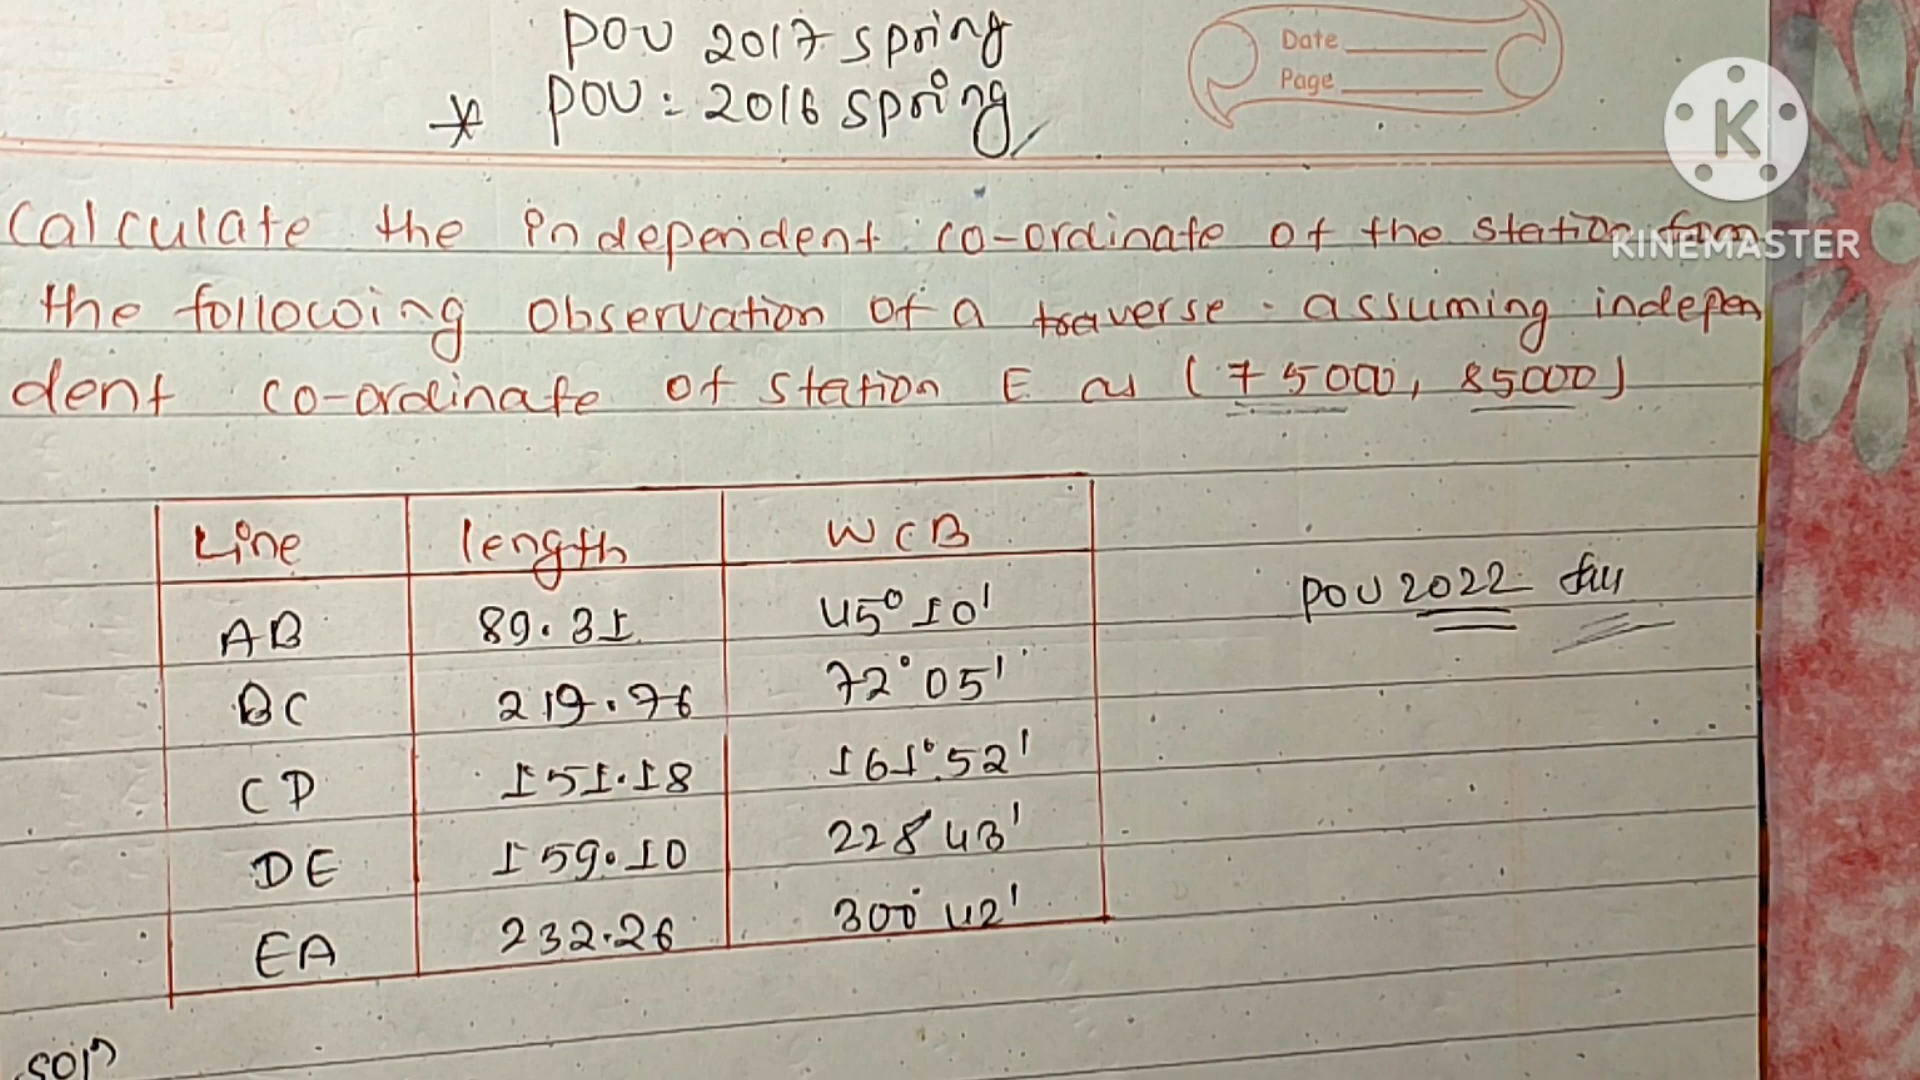 POU 2017 spring
Date
* POU: 2016 spring
Page
K
KINEMASTER
Calculate the independent co-ordinate of the station from
the following observation of a traverse. assuming indepen
dent co-ordinate of station E as (75000, 85000)
Line length WCB
AB 89.31 45°10'
BC 219.76 72°05'
CD 151.18 161°52'
DE 159.10 228°43'
EA 232.26 300°42'
POU 2022 fall
Soln